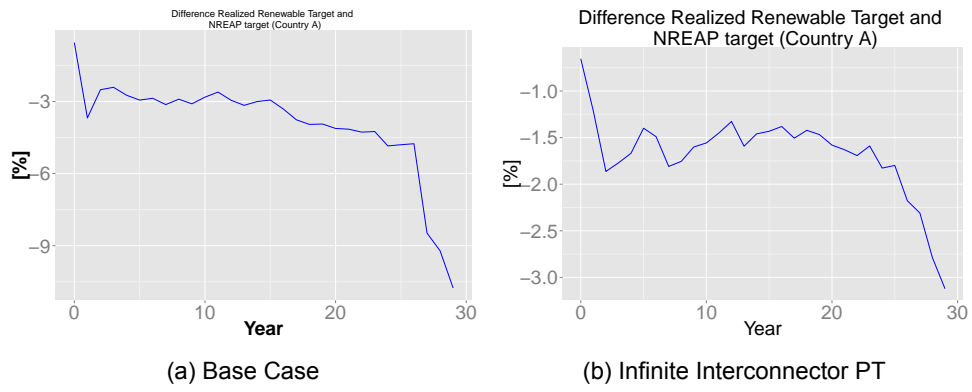 Difference Realized Renewable Target and
NREAP target (Country A)
[%]
−3
−6
−9
0
10
20
30
Year
(a) Base Case
Difference Realized Renewable Target and
NREAP target (Country A)
[%]
−1.0
−1.5
−2.0
−2.5
−3.0
0
10
20
30
Year
(b) Infinite Interconnector PT